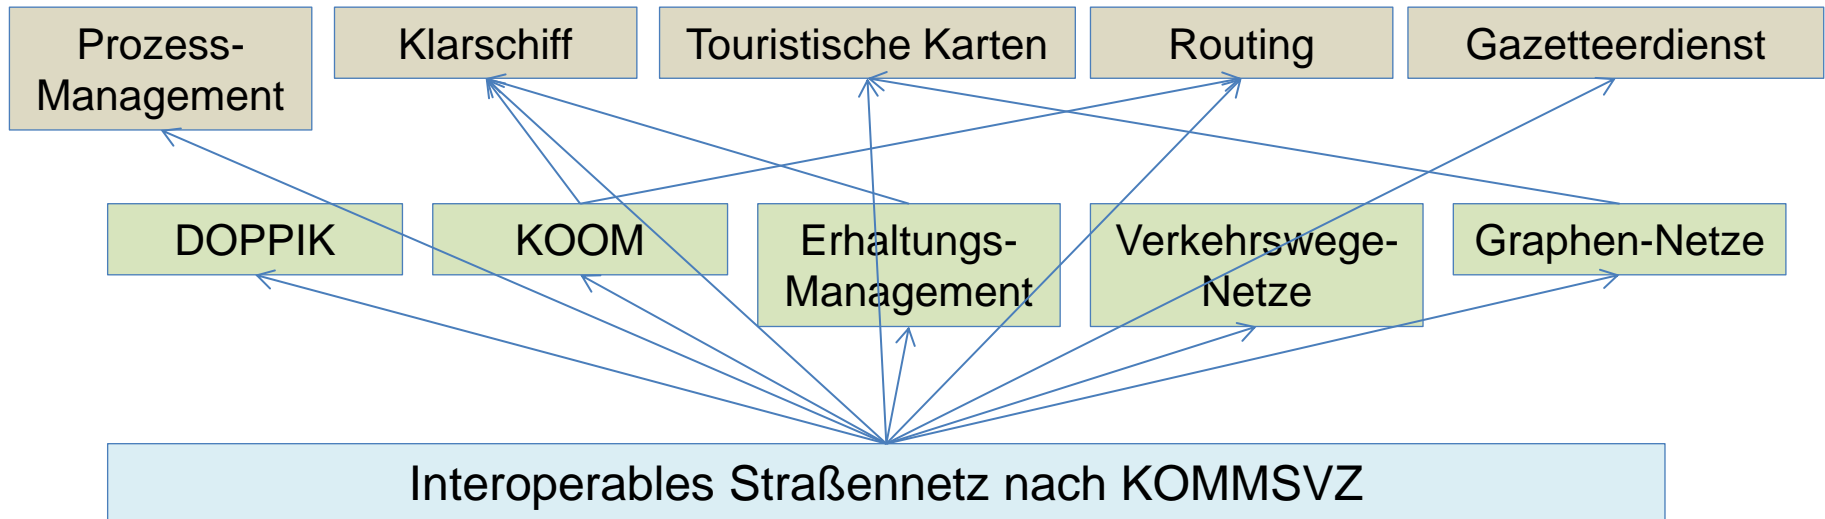 Prozess-
Management
Klarschiff
Touristische Karten
Routing
Gazetteerdienst
DOPPIK
KOOM
Erhaltungs-
Management
Verkehrswege-
Netze
Graphen-Netze
Interoperables Straßennetz nach KOMMSVZ